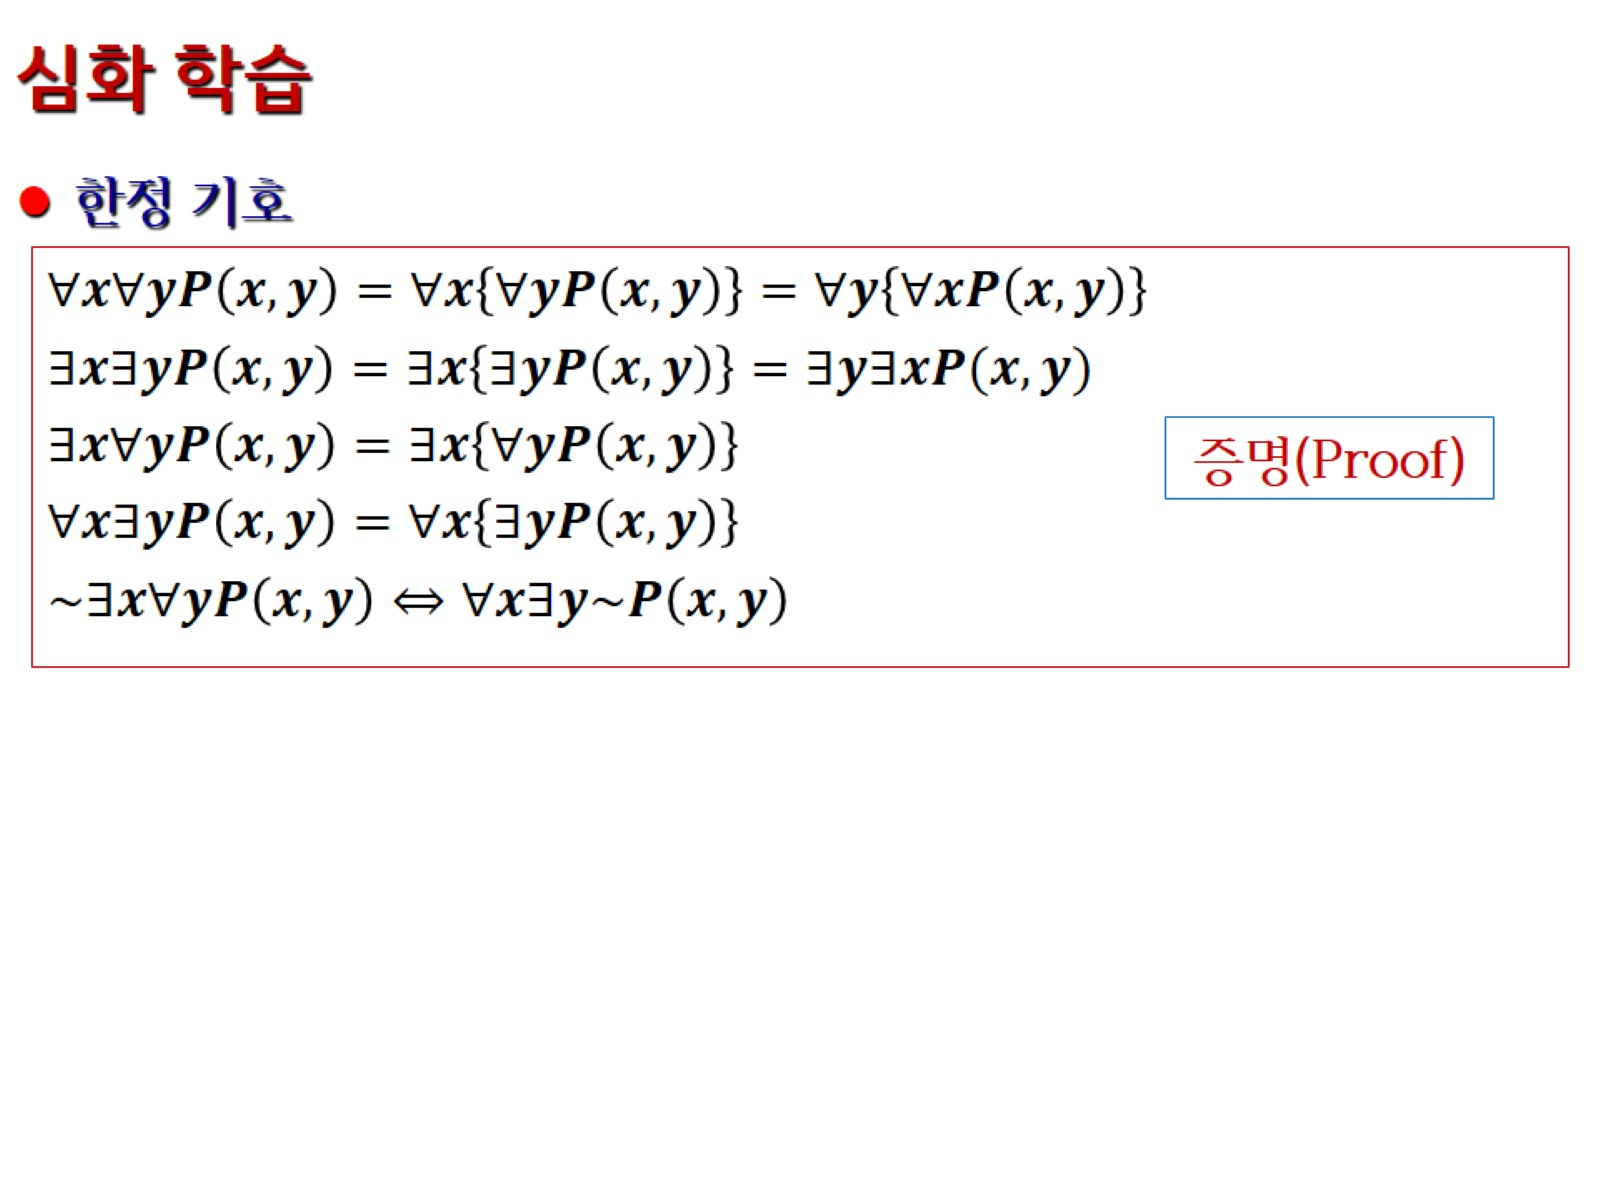 심화 학습
● 한정 기호
∀x∀yP(x, y) = ∀x{∀yP(x, y)} = ∀y{∀xP(x, y)}
∃x∃yP(x, y) = ∃x{∃yP(x, y)} = ∃y∃xP(x, y)
∃x∀yP(x, y) = ∃x{∀yP(x, y)}
증명(Proof)
∀x∃yP(x, y) = ∀x{∃yP(x, y)}
~∃x∀yP(x, y) ⇔ ∀x∃y~P(x, y)